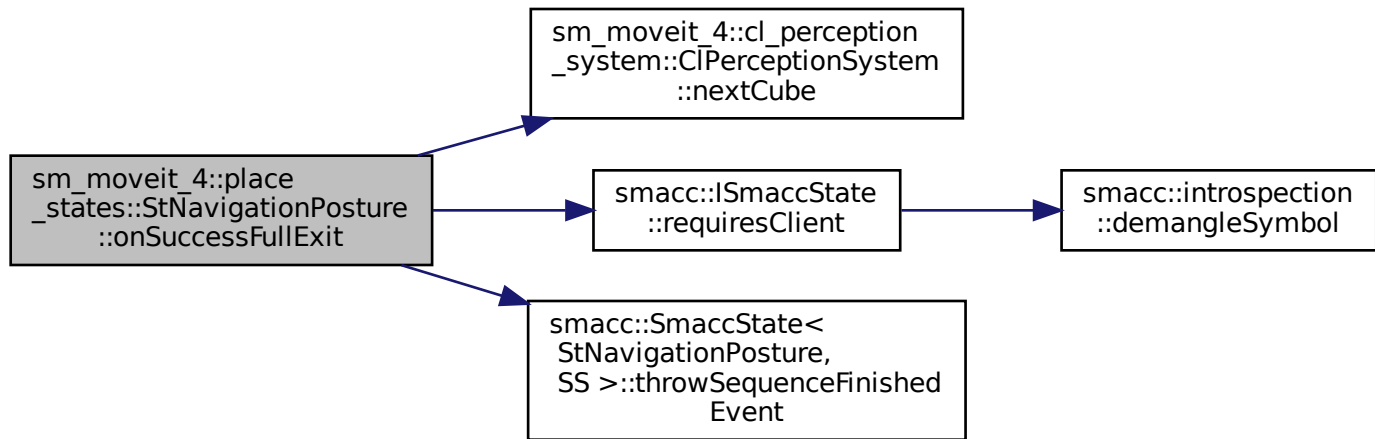 sm_moveit_4::place
_states::StNavigationPosture
::onSuccessFullExit
sm_moveit_4::cl_perception
_system::ClPerceptionSystem
::nextCube
smacc::ISmaccState
::requiresClient
smacc::introspection
::demangleSymbol
smacc::SmaccState<
StNavigationPosture,
SS >::throwSequenceFinished
Event